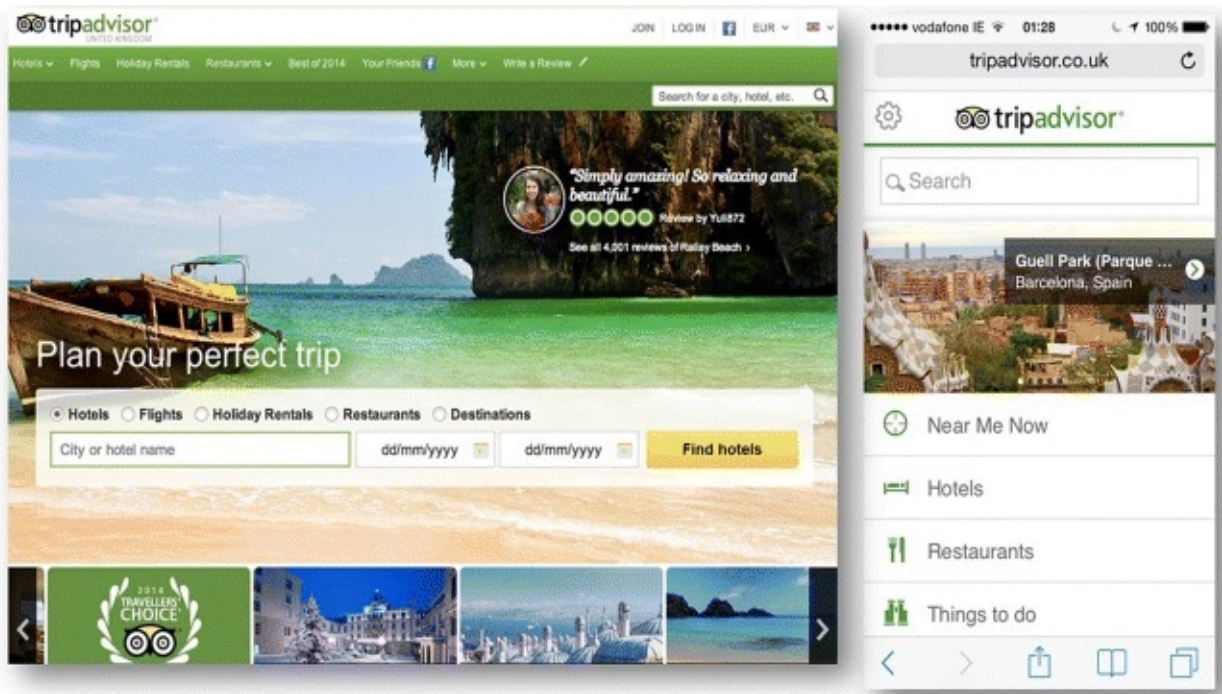 tripadvisor
UNITED KINGDOM
JOIN LOG IN EUR
Hotels Flights Holiday Rentals Restaurants Best of 2014 Your Friends More Write a Review
Search for a city, hotel, etc.
"Simply amazing! So relaxing and
beautiful."
Review by Yuli872
See all 4,001 reviews of Railay Beach ›
Plan your perfect trip
Hotels Flights Holiday Rentals Restaurants Destinations
City or hotel name dd/mm/yyyy dd/mm/yyyy Find hotels
2014
TRAVELLERS'
CHOICE
vodafone IE 01:28 100%
tripadvisor.co.uk
tripadvisor
Search
Guell Park (Parque ...
Barcelona, Spain
Near Me Now
Hotels
Restaurants
Things to do